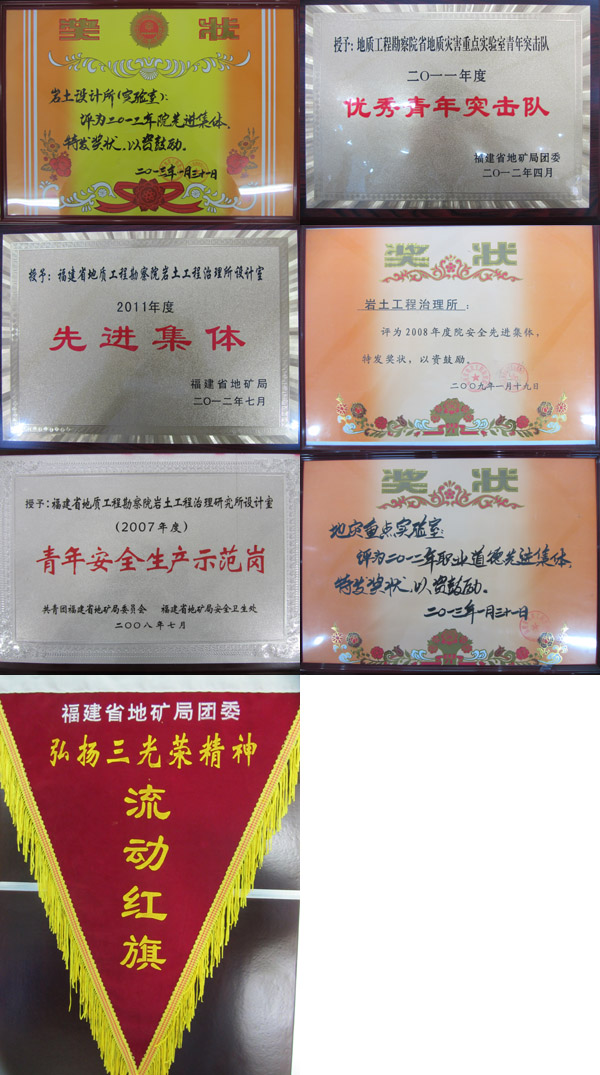 奖 状
岩土设计所(实验室):
评为二〇一二年院先进集体、
特发奖状、以资鼓励。
二〇一三年一月三十一日
授予:地质工程勘察院省地质灾害重点实验室青年突击队
二〇一一年度
优秀青年突击队
福建省地矿局团委
二〇一二年四月
授予:福建省地质工程勘察院岩土工程治理所设计室
2011年度
先进集体
福建省地矿局
二〇一二年七月
奖 状
岩土工程治理所:
评为2008年度院安全先进集体,
特发奖状,以资鼓励、
二〇〇九年一月十九日
授予:福建省地质工程勘察院岩土工程治理研究所设计室
(2007年度)
青年安全生产示范岗
共青团福建省地矿局委员会 福建省地矿局安全卫生处
二〇〇八年七月
奖 状
地灾重点实验室:
评为二〇一二年职业道德先进集体、
特发奖状、以资鼓励。
二〇一三年一月三十一日
福建省地矿局团委
弘扬三光荣精神
流动红旗